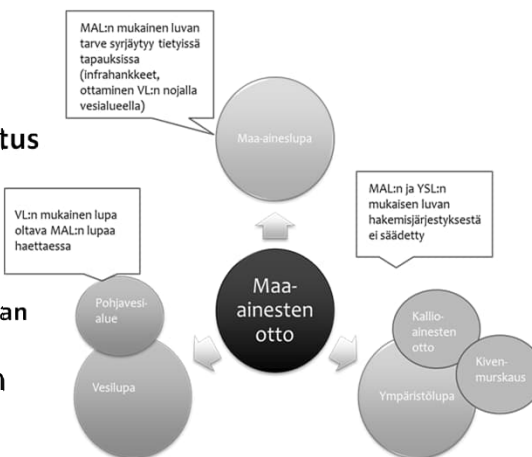 MAL:n mukainen luvan
tarve syrjäytyy tietyissä
tapauksissa
(infrahankkeet,
ottaminen VL:n nojalla
vesialueella)
tus
Maa-aineslupa
MAL:n ja YSL:n
mukaisen luvan
hakemisjärjestyksestä
ei säädetty
VL:n mukainen lupa
oltava MAL:n lupaa
haettaessa
Maa-
ainesten
otto
Pohjavesi-
alue
an
Kallio-
ainesten
otto
Kiven-
murskaus
n
Vesilupa
Ympäristölupa